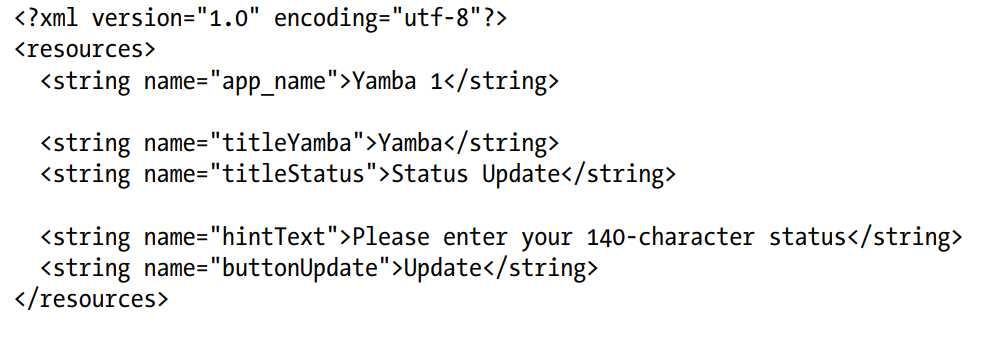 <?xml version="1.0" encoding="utf-8"?>
<resources>
  <string name="app_name">Yamba 1</string>

  <string name="titleYamba">Yamba</string>
  <string name="titleStatus">Status Update</string>

  <string name="hintText">Please enter your 140-character status</string>
  <string name="buttonUpdate">Update</string>
</resources>